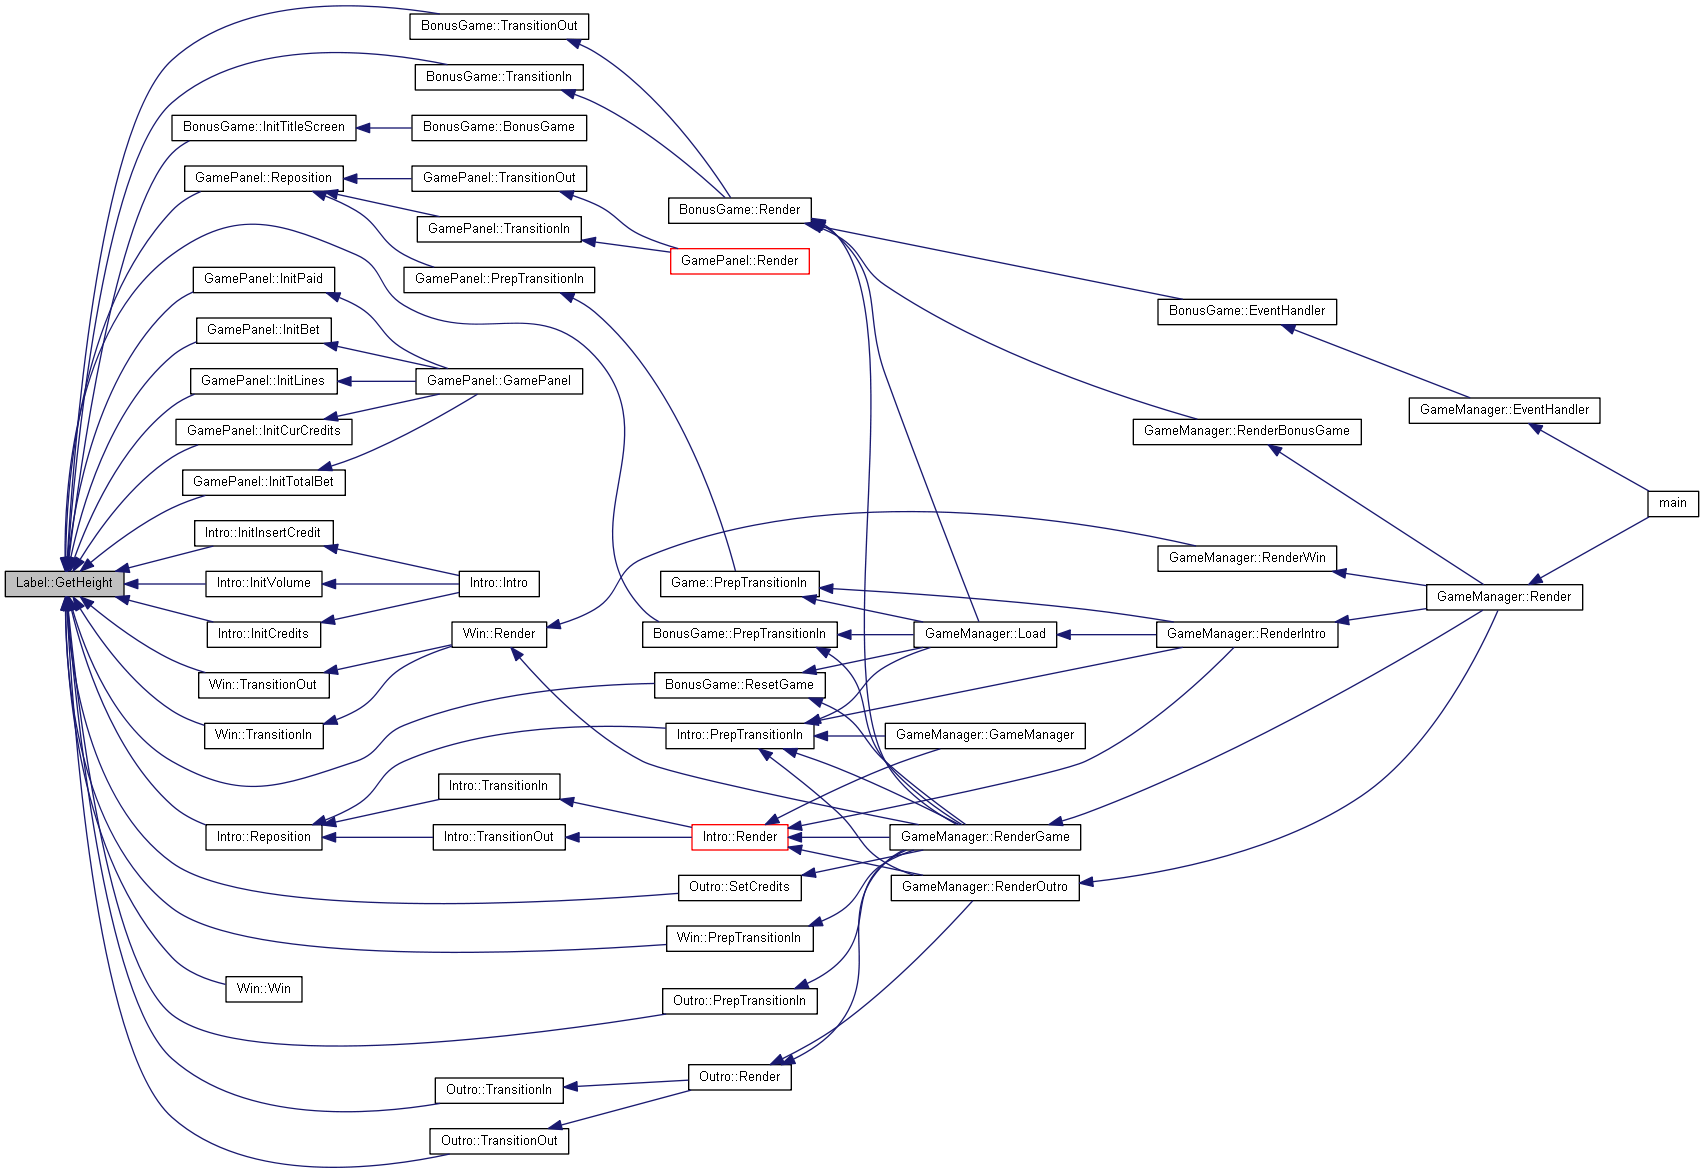 BonusGame::TransitionOut
BonusGame::TransitionIn
BonusGame::InitTitleScreen
BonusGame::BonusGame
GamePanel::Reposition
GamePanel::TransitionOut
BonusGame::Render
GamePanel::TransitionIn
GamePanel::Render
GamePanel::InitPaid
GamePanel::PrepTransitionIn
BonusGame::EventHandler
GamePanel::InitBet
GamePanel::InitLines
GamePanel::GamePanel
GameManager::EventHandler
GamePanel::InitCurCredits
GameManager::RenderBonusGame
GamePanel::InitTotalBet
main
Intro::InitInsertCredit
GameManager::RenderWin
Label::GetHeight
Intro::InitVolume
Intro::Intro
Game::PrepTransitionIn
GameManager::Render
Intro::InitCredits
Win::Render
BonusGame::PrepTransitionIn
GameManager::Load
GameManager::RenderIntro
Win::TransitionOut
BonusGame::ResetGame
Win::TransitionIn
Intro::PrepTransitionIn
GameManager::GameManager
Intro::TransitionIn
Intro::Reposition
Intro::TransitionOut
Intro::Render
GameManager::RenderGame
Outro::SetCredits
GameManager::RenderOutro
Win::PrepTransitionIn
Win::Win
Outro::PrepTransitionIn
Outro::Render
Outro::TransitionIn
Outro::TransitionOut